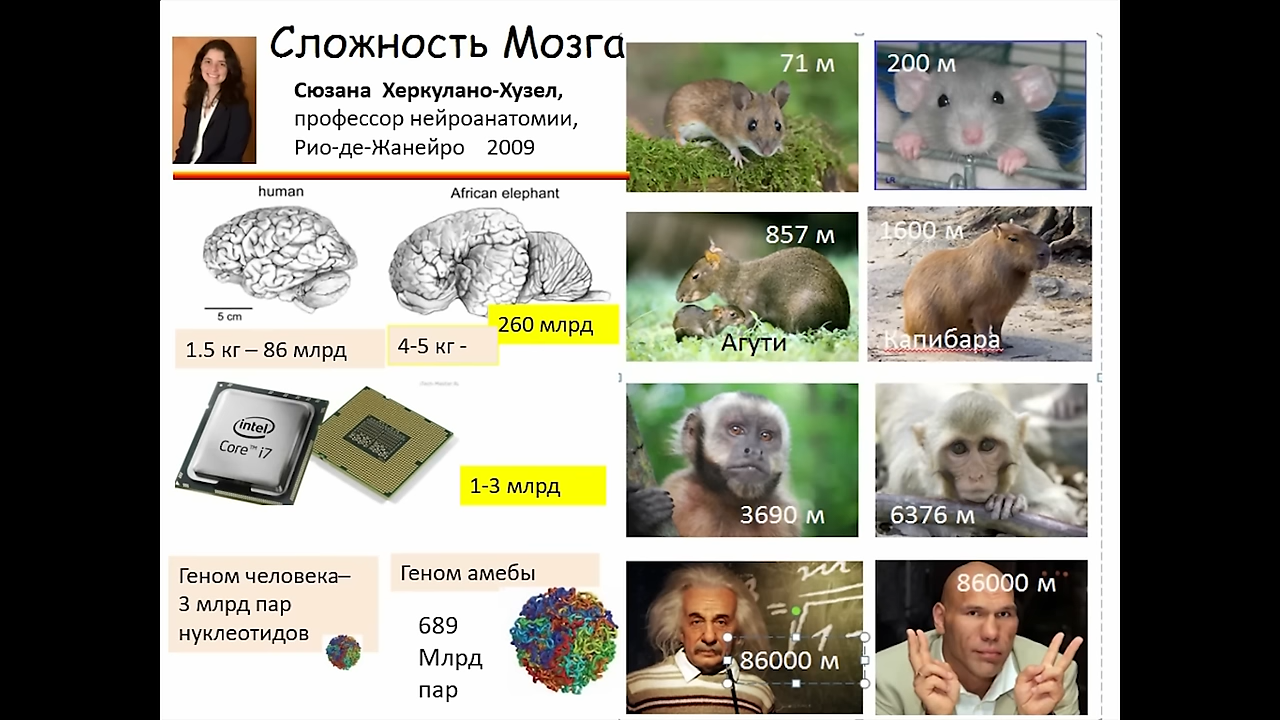 Сложность Мозга
Сюзана Херкулано-Хузел,
профессор нейроанатомии,
Рио-де-Жанейро 2009
human
African elephant
5 cm
1.5 кг – 86 млрд
4-5 кг -
260 млрд
intel
Core™ i7
1-3 млрд
Геном человека–
3 млрд пар
нуклеотидов
Геном амебы
689
Млрд
пар
71 м
200 м
857 м
Агути
1600 м
Капибара
3690 м
6376 м
86000 м
86000 м